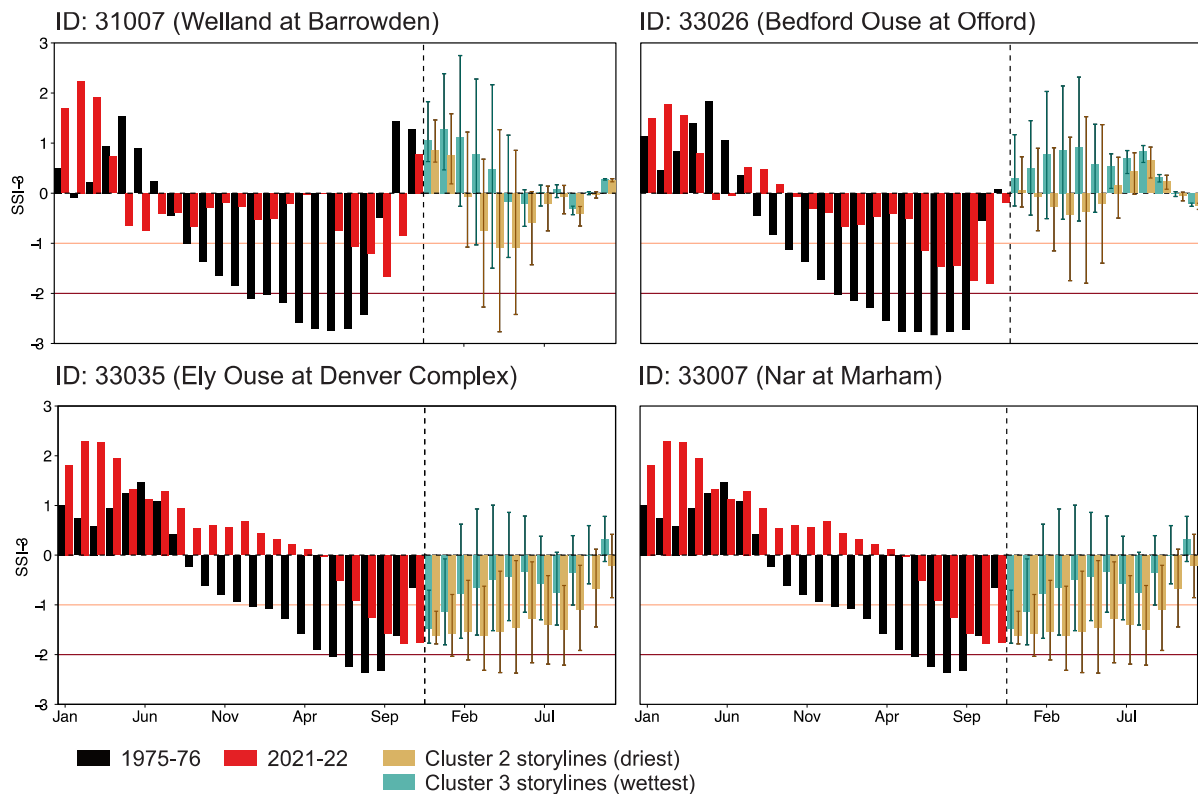 ID: 31007 (Welland at Barrowden)
ID: 33026 (Bedford Ouse at Offord)
3
2
1
0
-1
-2
-3
SSI-3
ID: 33035 (Ely Ouse at Denver Complex)
ID: 33007 (Nar at Marham)
3
2
1
0
-1
-2
-3
SSI-3
Jan Jun Nov Apr Sep Feb Jul
Jan Jun Nov Apr Sep Feb Jul
1975-76 2021-22 Cluster 2 storylines (driest)
Cluster 3 storylines (wettest)